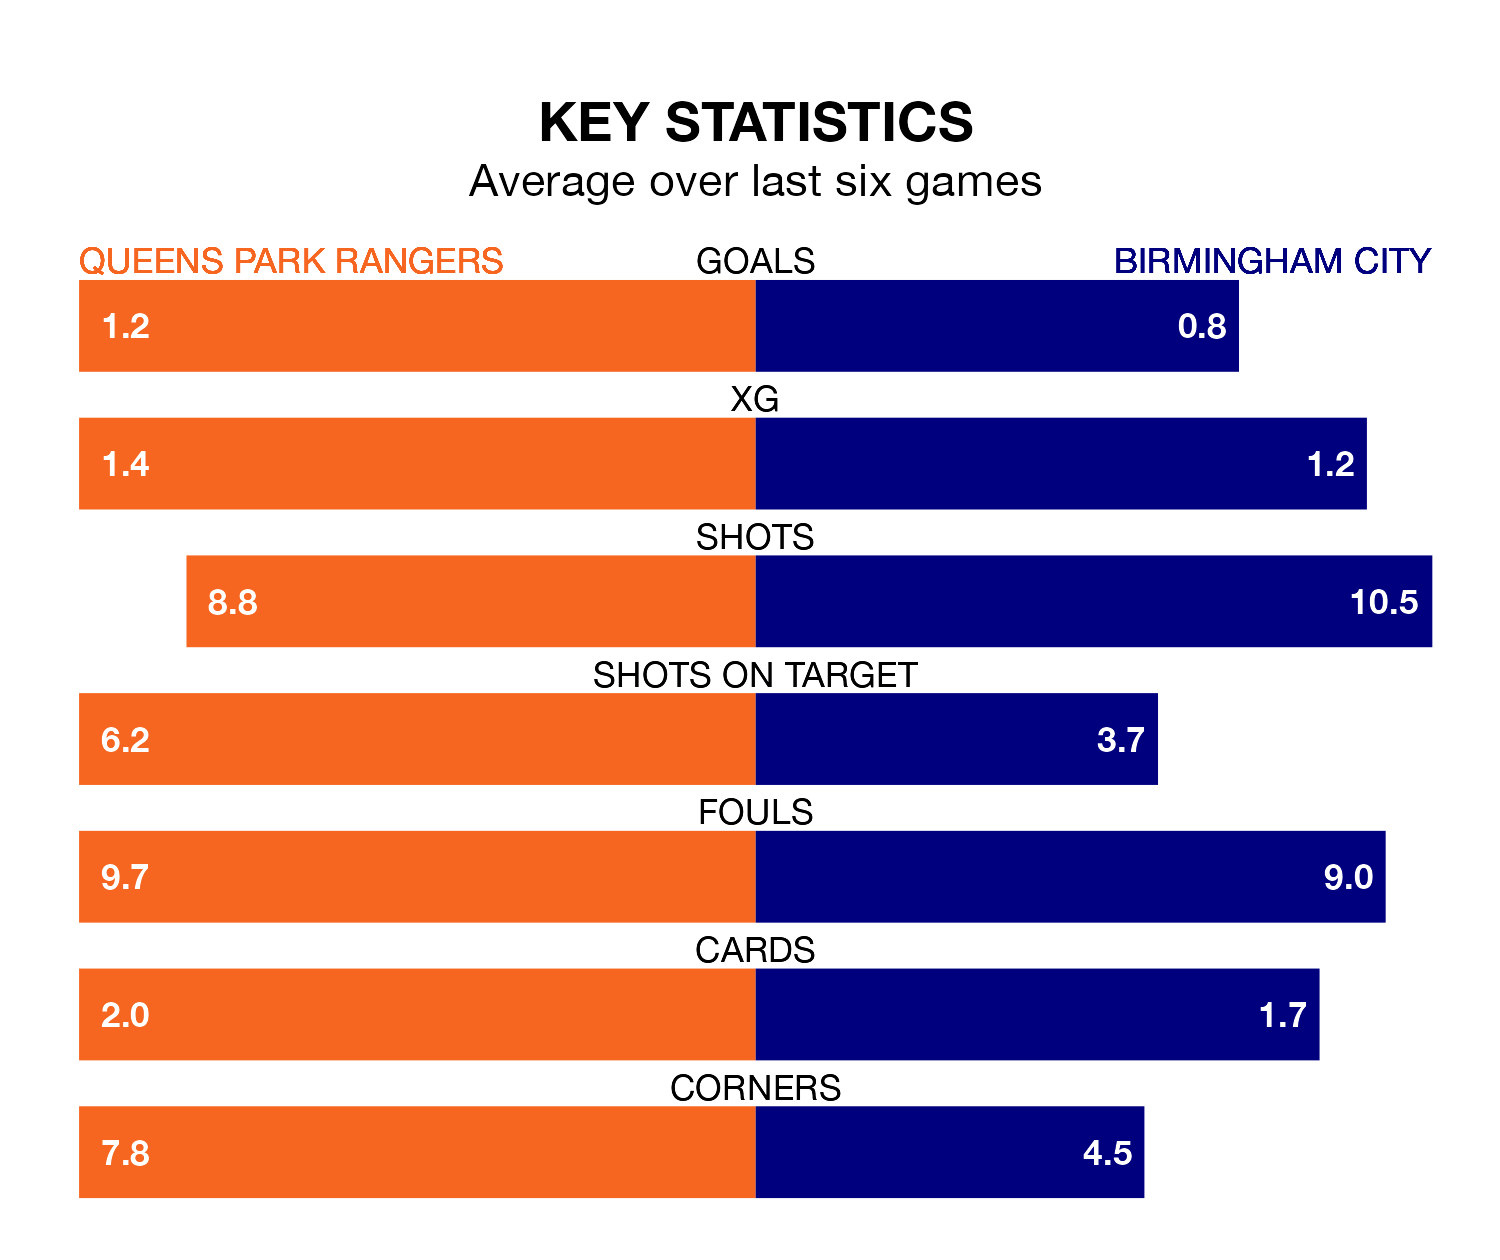 KEY STATISTICS
Average over last six games
QUEENS PARK RANGERS GOALS BIRMINGHAM CITY
1.2 0.8
XG
1.4 1.2
SHOTS
8.8 10.5
SHOTS ON TARGET
6.2 3.7
FOULS
9.7 9.0
CARDS
2.0 1.7
CORNERS
7.8 4.5